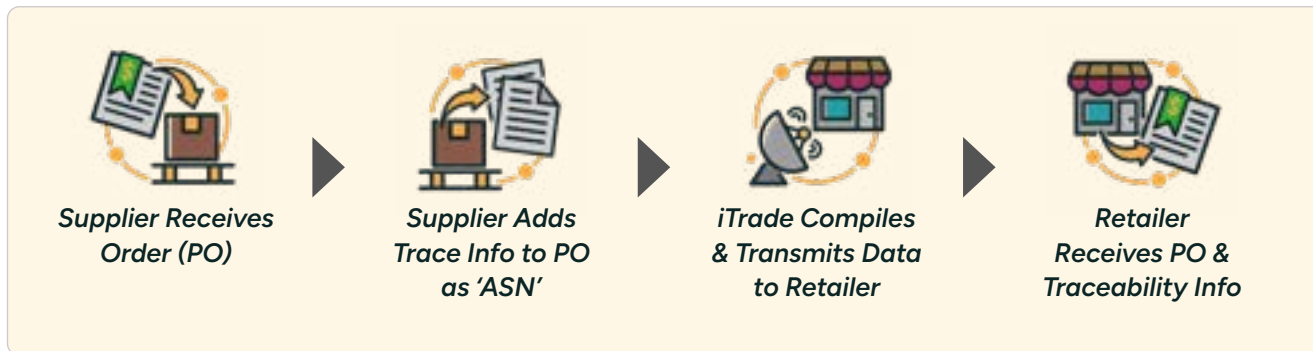 Supplier Receives
Order (PO)
Supplier Adds
Trace Info to PO
as ‘ASN’
iTrade Compiles
& Transmits Data
to Retailer
Retailer
Receives PO &
Traceability Info